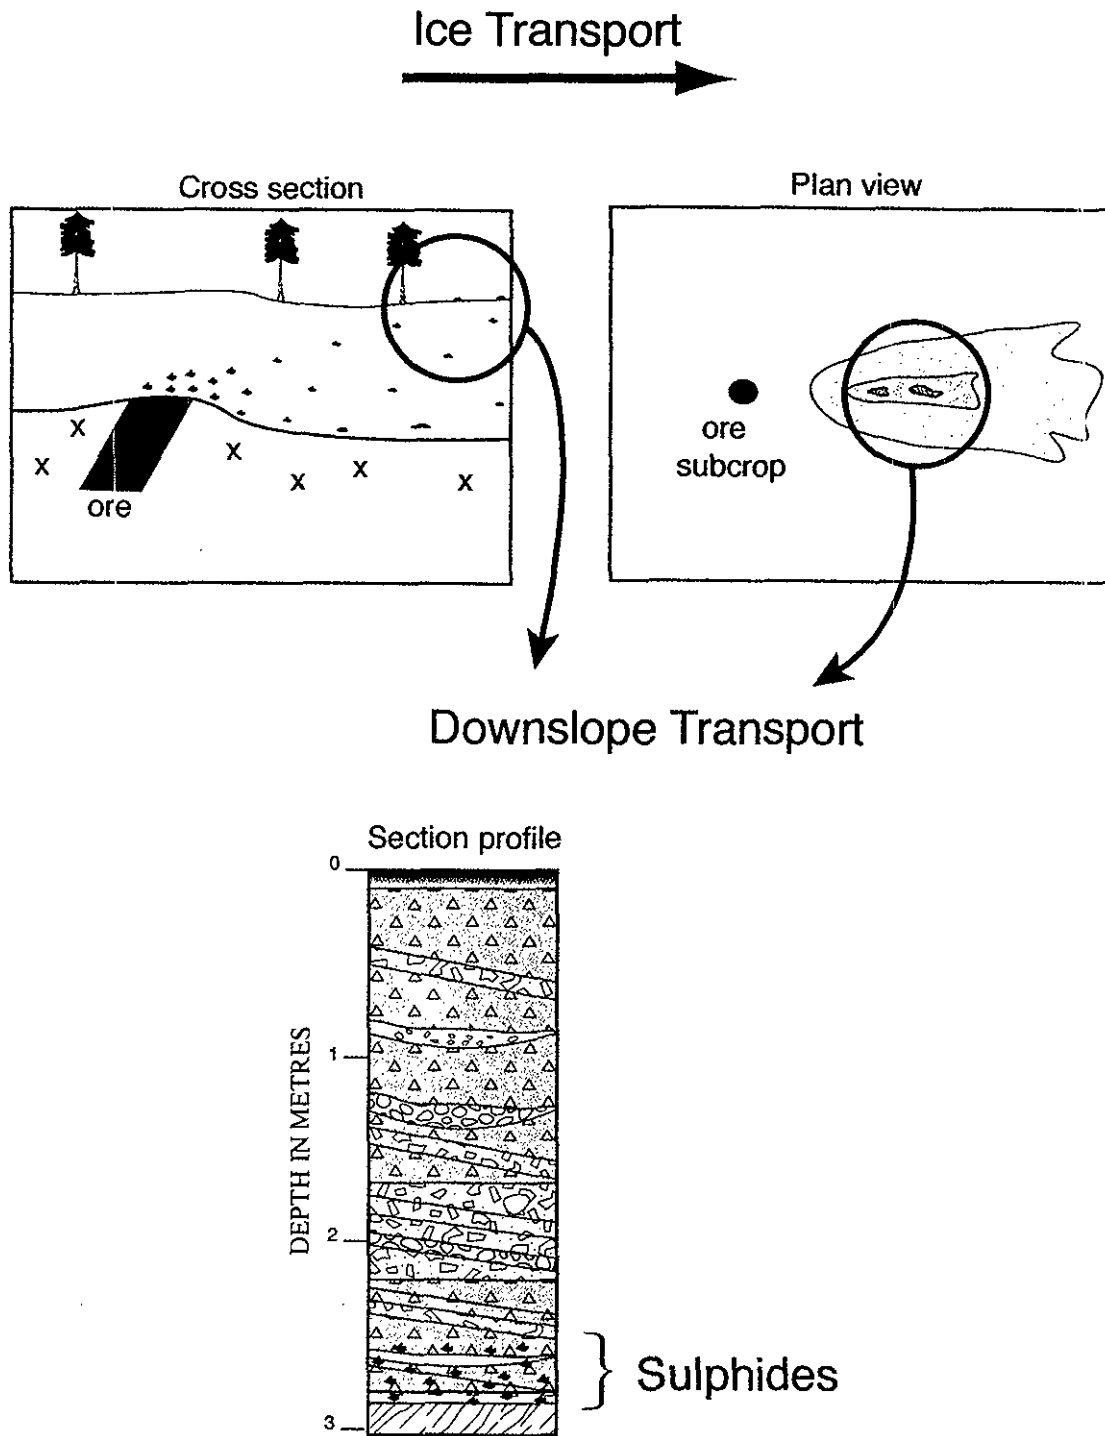 Ice Transport
Cross section
Plan view
x
x
x
x
x
x
ore
ore
subcrop
Downslope Transport
Section profile
0
1
2
3
DEPTH IN METRES
Sulphides